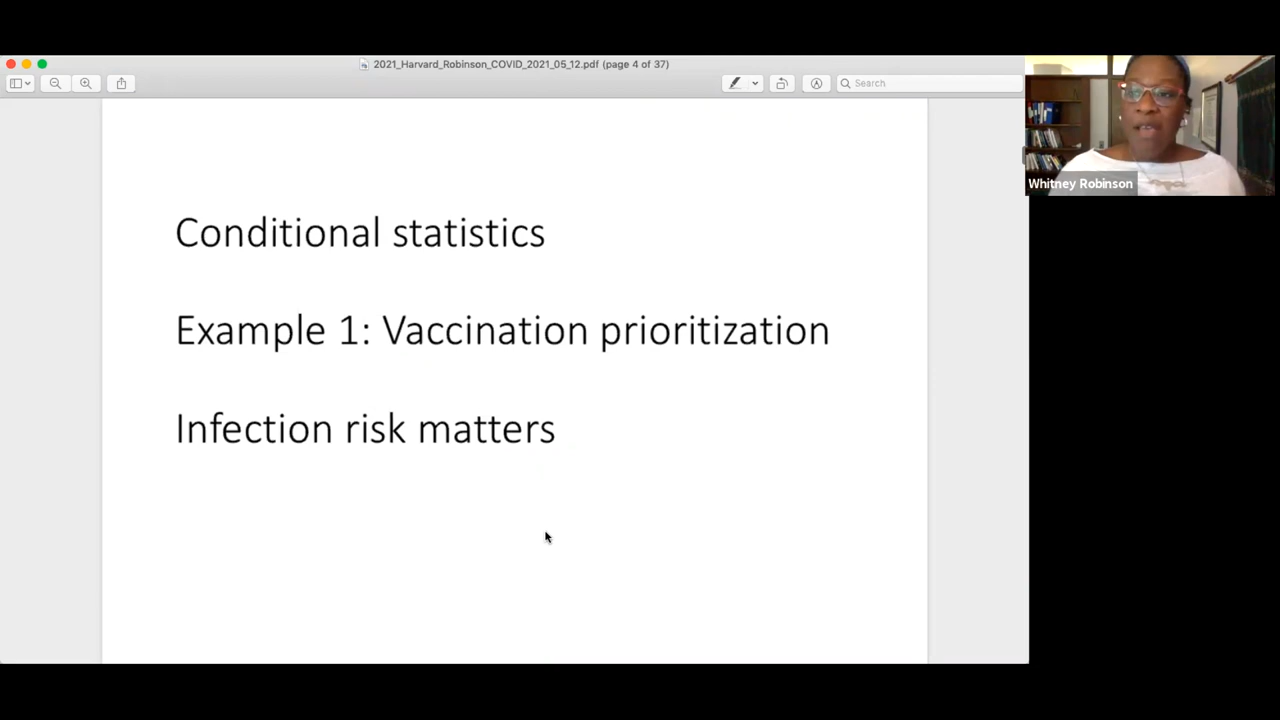 2021_Harvard_Robinson_COVID_2021_05_12.pdf (page 4 of 37)
Search
Whitney Robinson
Conditional statistics
Example 1: Vaccination prioritization
Infection risk matters